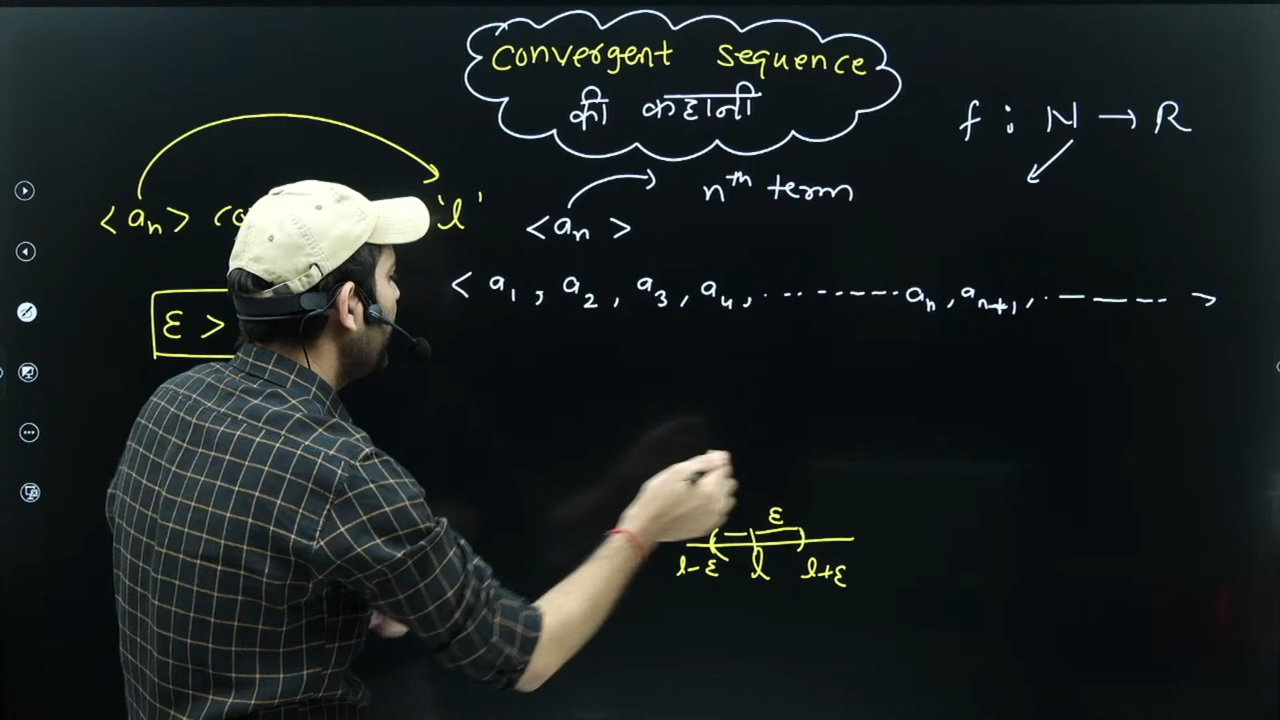 convergent sequence
की कहानी
f : N → R
nth term
<an>
<an> 'l'
< a1, a2, a3, a4, ............ an, an+1, .------ >
ε >
ε
l-ε l l+ε